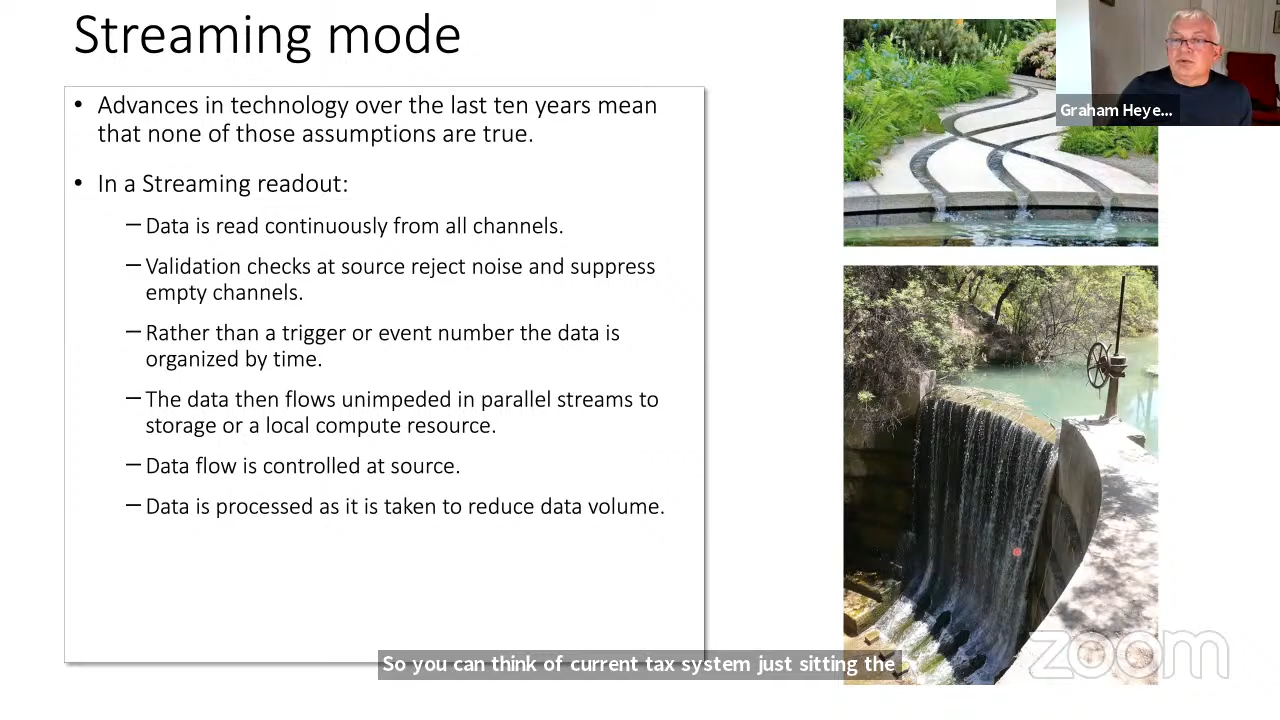 Streaming mode
• Advances in technology over the last ten years mean
that none of those assumptions are true.
• In a Streaming readout:
– Data is read continuously from all channels.
– Validation checks at source reject noise and suppress
empty channels.
– Rather than a trigger or event number the data is
organized by time.
– The data then flows unimpeded in parallel streams to
storage or a local compute resource.
– Data flow is controlled at source.
– Data is processed as it is taken to reduce data volume.
Graham Heye...
So you can think of current tax system just sitting the
zoom